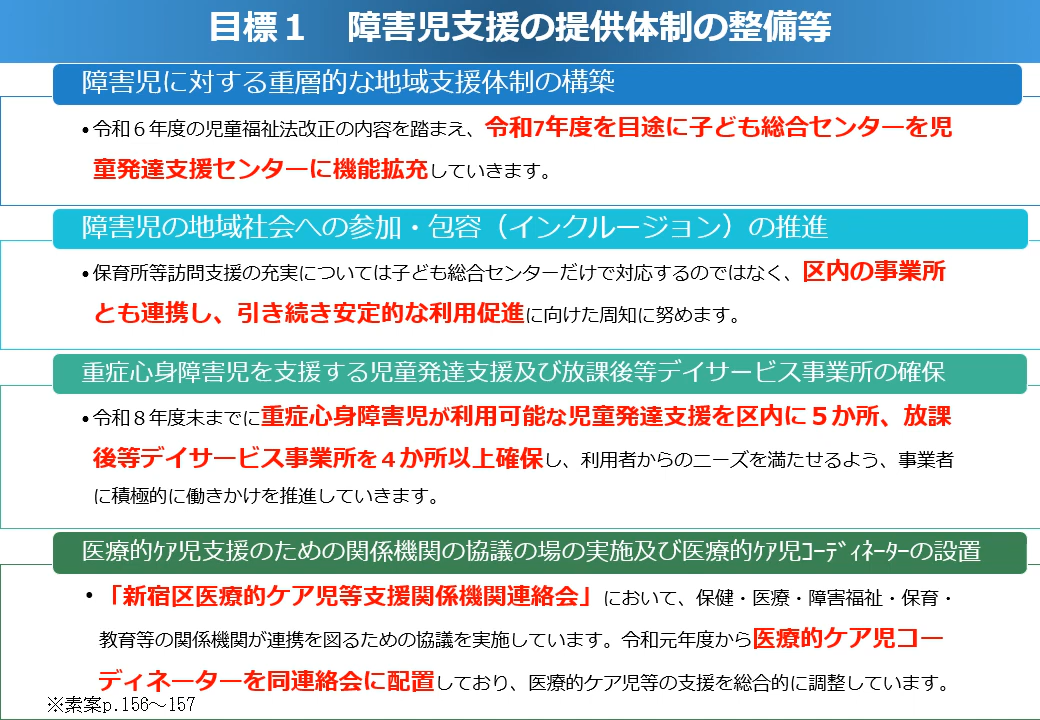 目標１　障害児支援の提供体制の整備等
障害児に対する重層的な地域支援体制の構築
•令和６年度の児童福祉法改正の内容を踏まえ、令和7年度を目途に子ども総合センターを児
童発達支援センターに機能拡充していきます。
障害児の地域社会への参加・包容（インクルージョン）の推進
•保育所等訪問支援の充実については子ども総合センターだけで対応するのではなく、区内の事業所
とも連携し、引き続き安定的な利用促進に向けた周知に努めます。
重症心身障害児を支援する児童発達支援及び放課後等デイサービス事業所の確保
•令和８年度末までに重症心身障害児が利用可能な児童発達支援を区内に５か所、放課
後等デイサービス事業所を４か所以上確保し、利用者からのニーズを満たせるよう、事業者
に積極的に働きかけを推進していきます。
医療的ｹｱ児支援のための関係機関の協議の場の実施及び医療的ｹｱ児ｺｰﾃﾞｨﾈｰﾀｰの設置
•「新宿区医療的ケア児等支援関係機関連絡会」において、保健・医療・障害福祉・保育・
教育等の関係機関が連携を図るための協議を実施しています。令和元年度から医療的ケア児コー
ディネーターを同連絡会に配置しており、医療的ケア児等の支援を総合的に調整しています。
※素案p.156～157